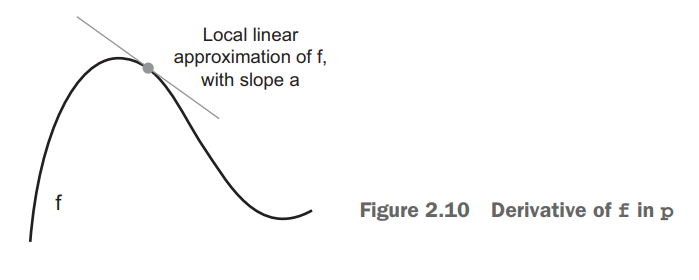 Local linear
approximation of f,
with slope a
f
Figure 2.10 Derivative of f in p